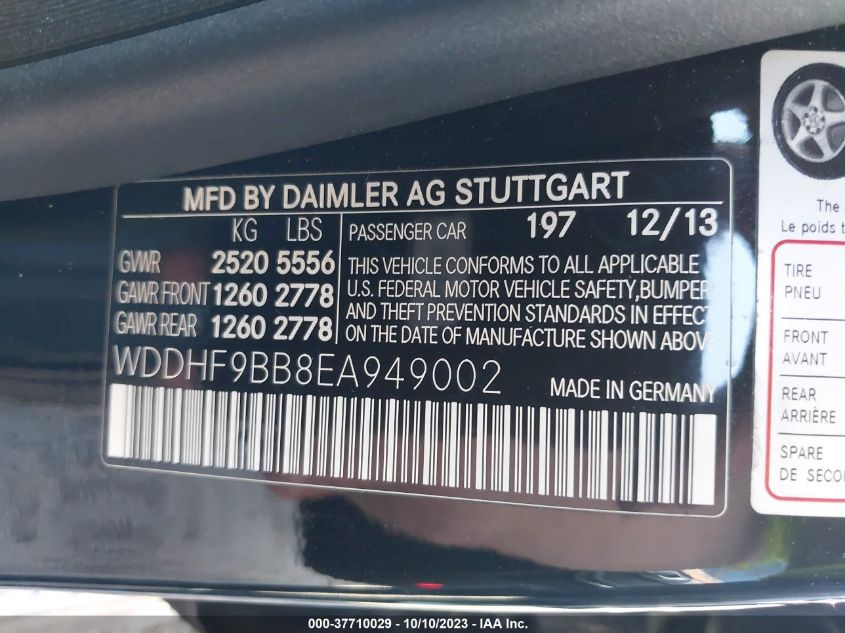 MFD BY DAIMLER AG STUTTGART
KG LBS
GVWR 2520 5556
GAWR FRONT 1260 2778
GAWR REAR 1260 2778
PASSENGER CAR 197 12/13
THIS VEHICLE CONFORMS TO ALL APPLICABLE
U.S. FEDERAL MOTOR VEHICLE SAFETY,BUMPER
AND THEFT PREVENTION STANDARDS IN EFFECT
ON THE DATE OF MANUFACTURE SHOWN ABOVE.
WDDHF9BB8EA949002
MADE IN GERMANY
The
Le poids
TIRE
PNEU
FRONT
AVANT
REAR
ARRIÈRE
SPARE
DE
000-37710029 - 10/10/2023 - IAA Inc.